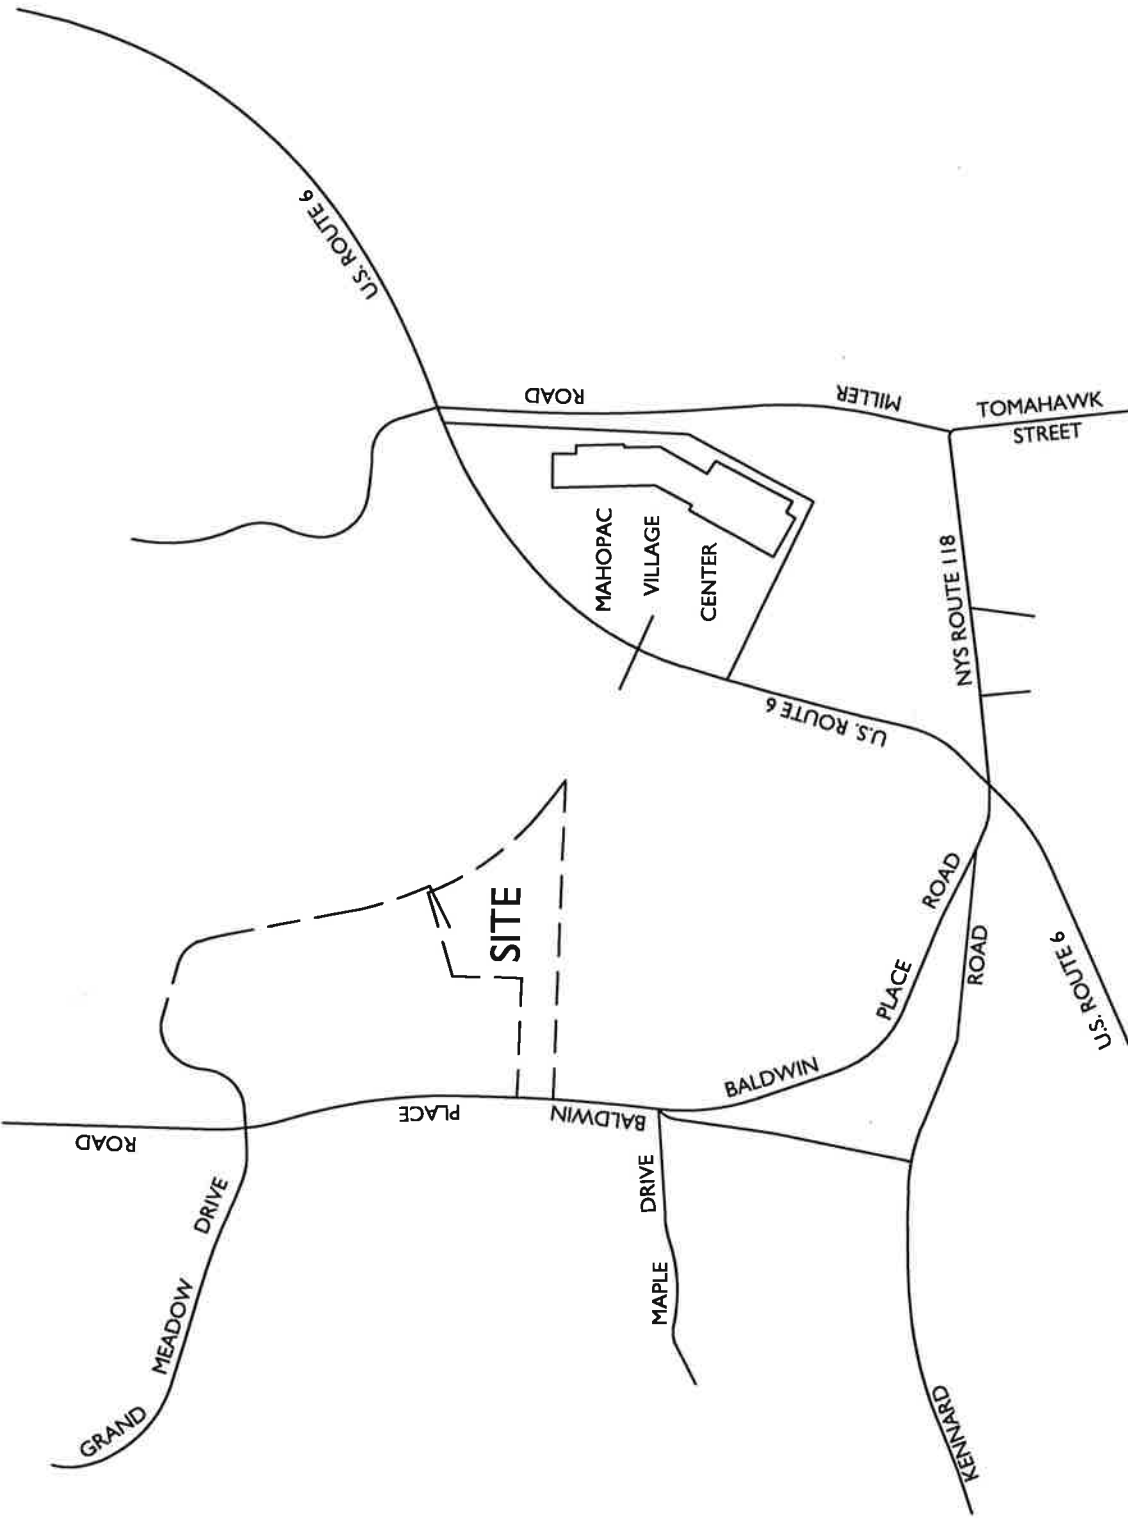 U.S. ROUTE 6
MILLER ROAD
TOMAHAWK
STREET
MAHOPAC
VILLAGE
CENTER
NYS ROUTE 118
U.S. ROUTE 6
SITE
BALDWIN PLACE ROAD
BALDWIN PLACE ROAD
U.S. ROUTE 6
GRAND MEADOW DRIVE
MAPLE DRIVE
KENNARD ROAD